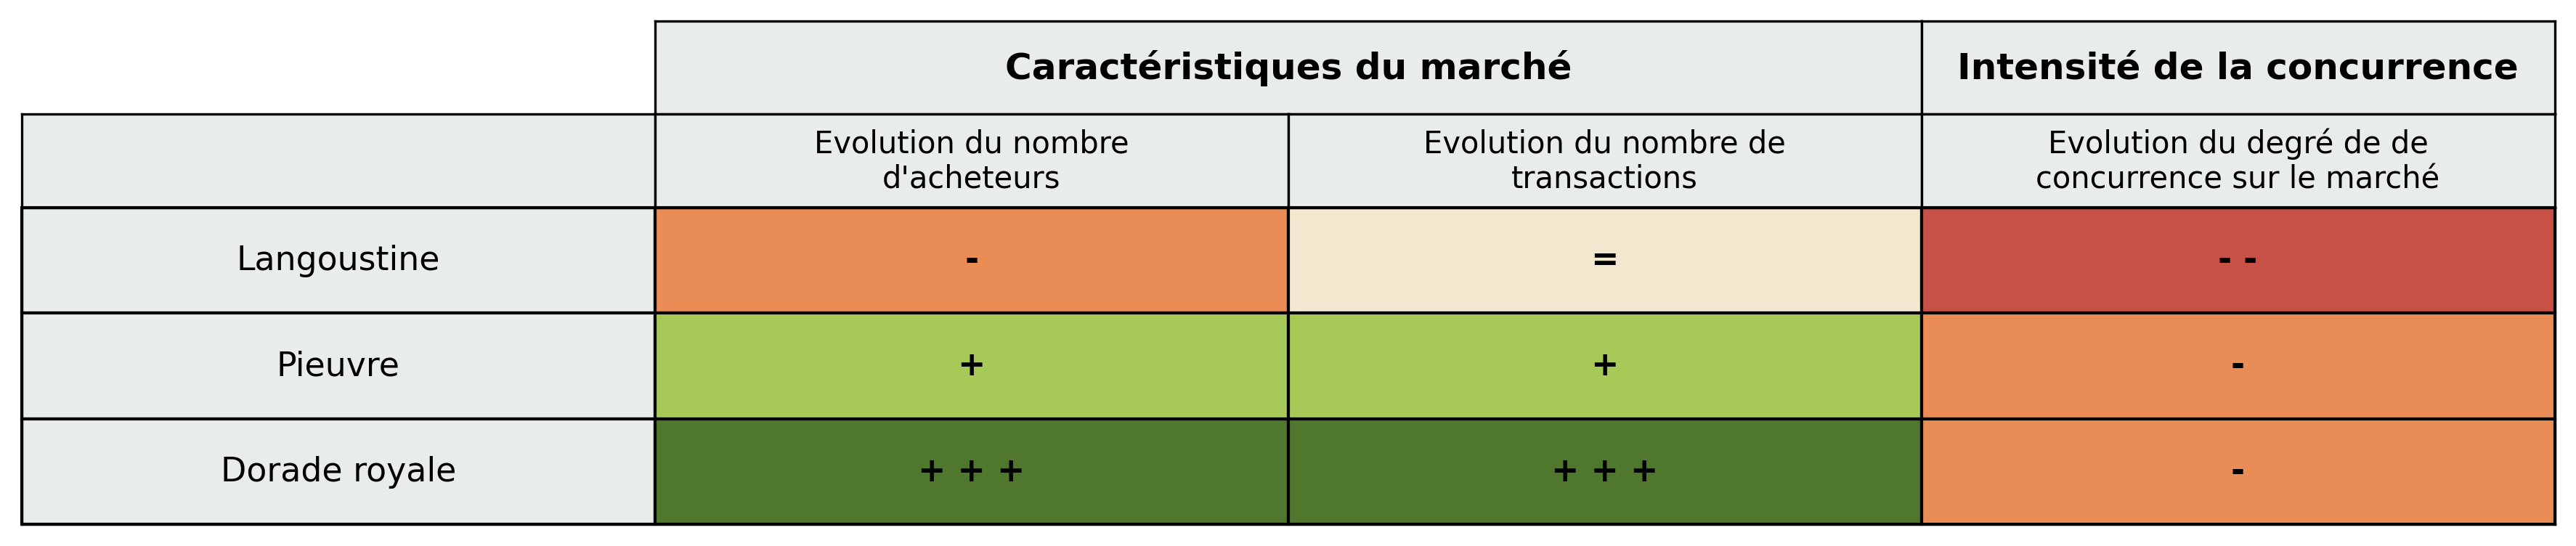 Caractéristiques du marché
Intensité de la concurrence
Evolution du nombre
d'acheteurs
Evolution du nombre de
transactions
Evolution du degré de de
concurrence sur le marché
Langoustine
-
=
- -
Pieuvre
+
+
-
Dorade royale
+ + +
+ + +
-